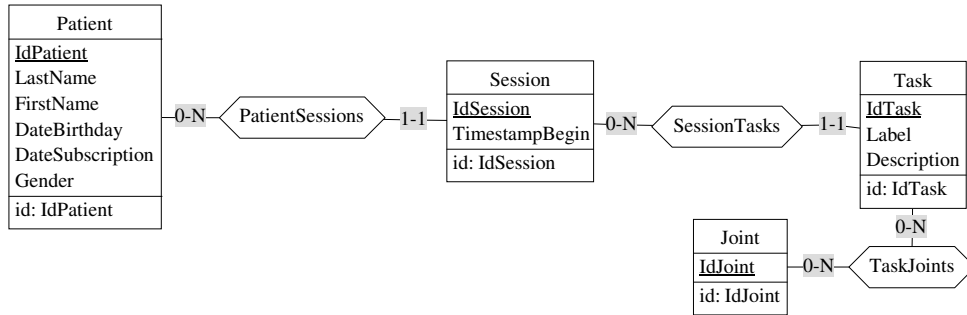 Patient
IdPatient
LastName
FirstName
DateBirthday
DateSubscription
Gender
id: IdPatient
0-N
PatientSessions
1-1
Session
IdSession
TimestampBegin
id: IdSession
0-N
SessionTasks
1-1
Task
IdTask
Label
Description
id: IdTask
0-N
Joint
IdJoint
id: IdJoint
0-N
TaskJoints